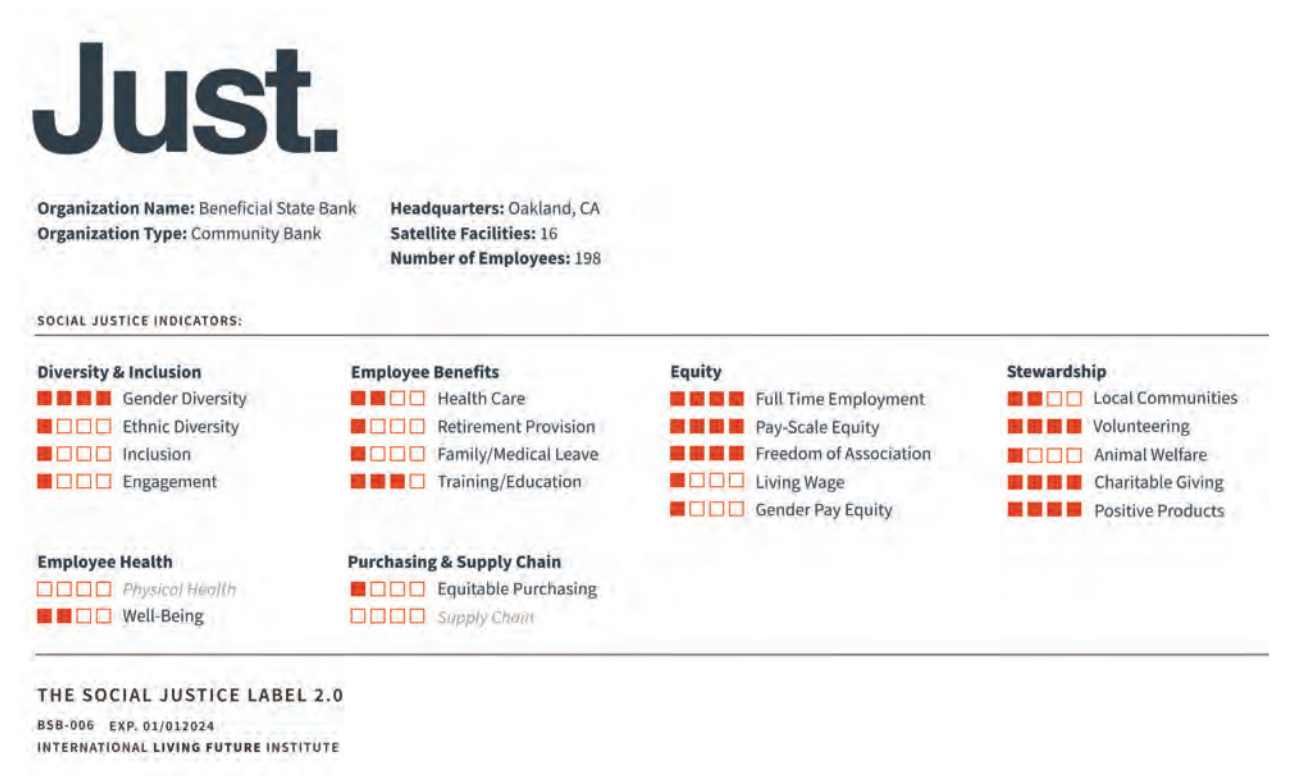 Just.
Organization Name: Beneficial State Bank
Organization Type: Community Bank
Headquarters: Oakland, CA
Satellite Facilities: 16
Number of Employees: 198
SOCIAL JUSTICE INDICATORS:
Diversity & Inclusion
Gender Diversity
Ethnic Diversity
Inclusion
Engagement
Employee Benefits
Health Care
Retirement Provision
Family/Medical Leave
Training/Education
Equity
Full Time Employment
Pay-Scale Equity
Freedom of Association
Living Wage
Gender Pay Equity
Stewardship
Local Communities
Volunteering
Animal Welfare
Charitable Giving
Positive Products
Employee Health
Physical Health
Well-Being
Purchasing & Supply Chain
Equitable Purchasing
Supply Chain
THE SOCIAL JUSTICE LABEL 2.0
BSB-006 EXP. 01/012024
INTERNATIONAL LIVING FUTURE INSTITUTE